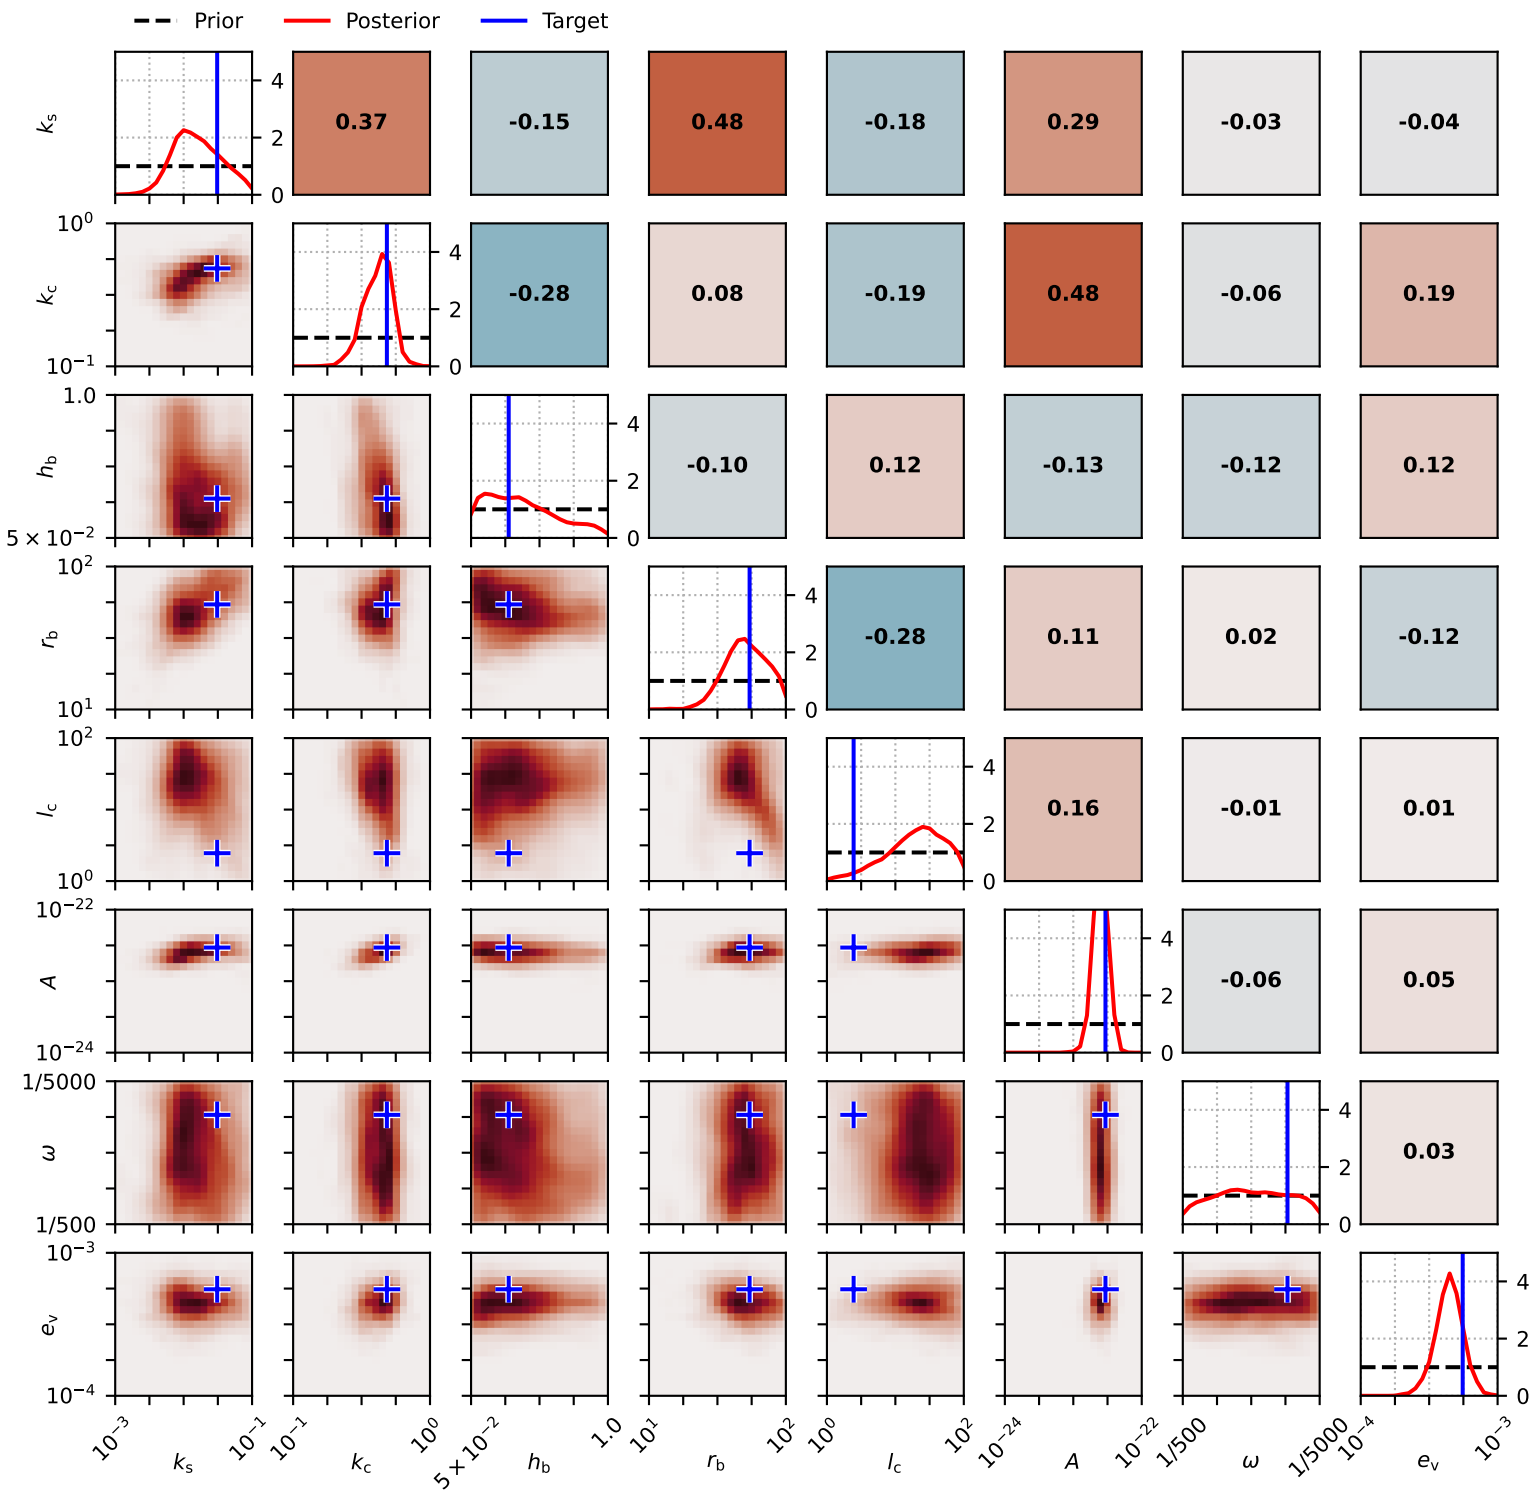 Prior Posterior Target
k_s 4 2 0 0.37 -0.15 0.48 -0.18 0.29 -0.03 -0.04
10^0 k_c 10^-1 4 2 0 -0.28 0.08 -0.19 0.48 -0.06 0.19
1.0 h_b 5 × 10^-2 4 2 0 -0.10 0.12 -0.13 -0.12 0.12
10^2 r_b 10^1 4 2 0 -0.28 0.11 0.02 -0.12
10^2 l_c 10^0 4 2 0 0.16 -0.01 0.01
10^-22 A 10^-24 4 2 0 -0.06 0.05
1/5000 ω 1/500 4 2 0 0.03
10^-3 e_v 10^-4 4 2 0
10^-3 10^-1 10^-1 10^0 5 × 10^-2 1.0 10^1 10^2 10^0 10^2 10^-24 10^-22 1/500 1/5000 10^-4 10^-3
k_s k_c h_b r_b l_c A ω e_v